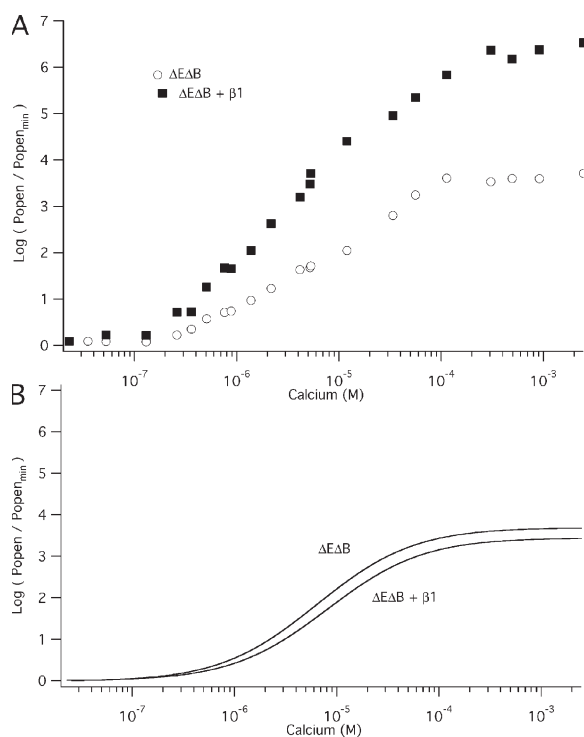 A
7
6
5
4
3
2
1
0
Log ( Popen / Popenmin)
ΔEΔB
ΔEΔB + β1
10-7
10-6
10-5
10-4
10-3
Calcium (M)
B
7
6
5
4
3
2
1
0
Log ( Popen / Popenmin)
ΔEΔB
ΔEΔB + β1
10-7
10-6
10-5
10-4
10-3
Calcium (M)